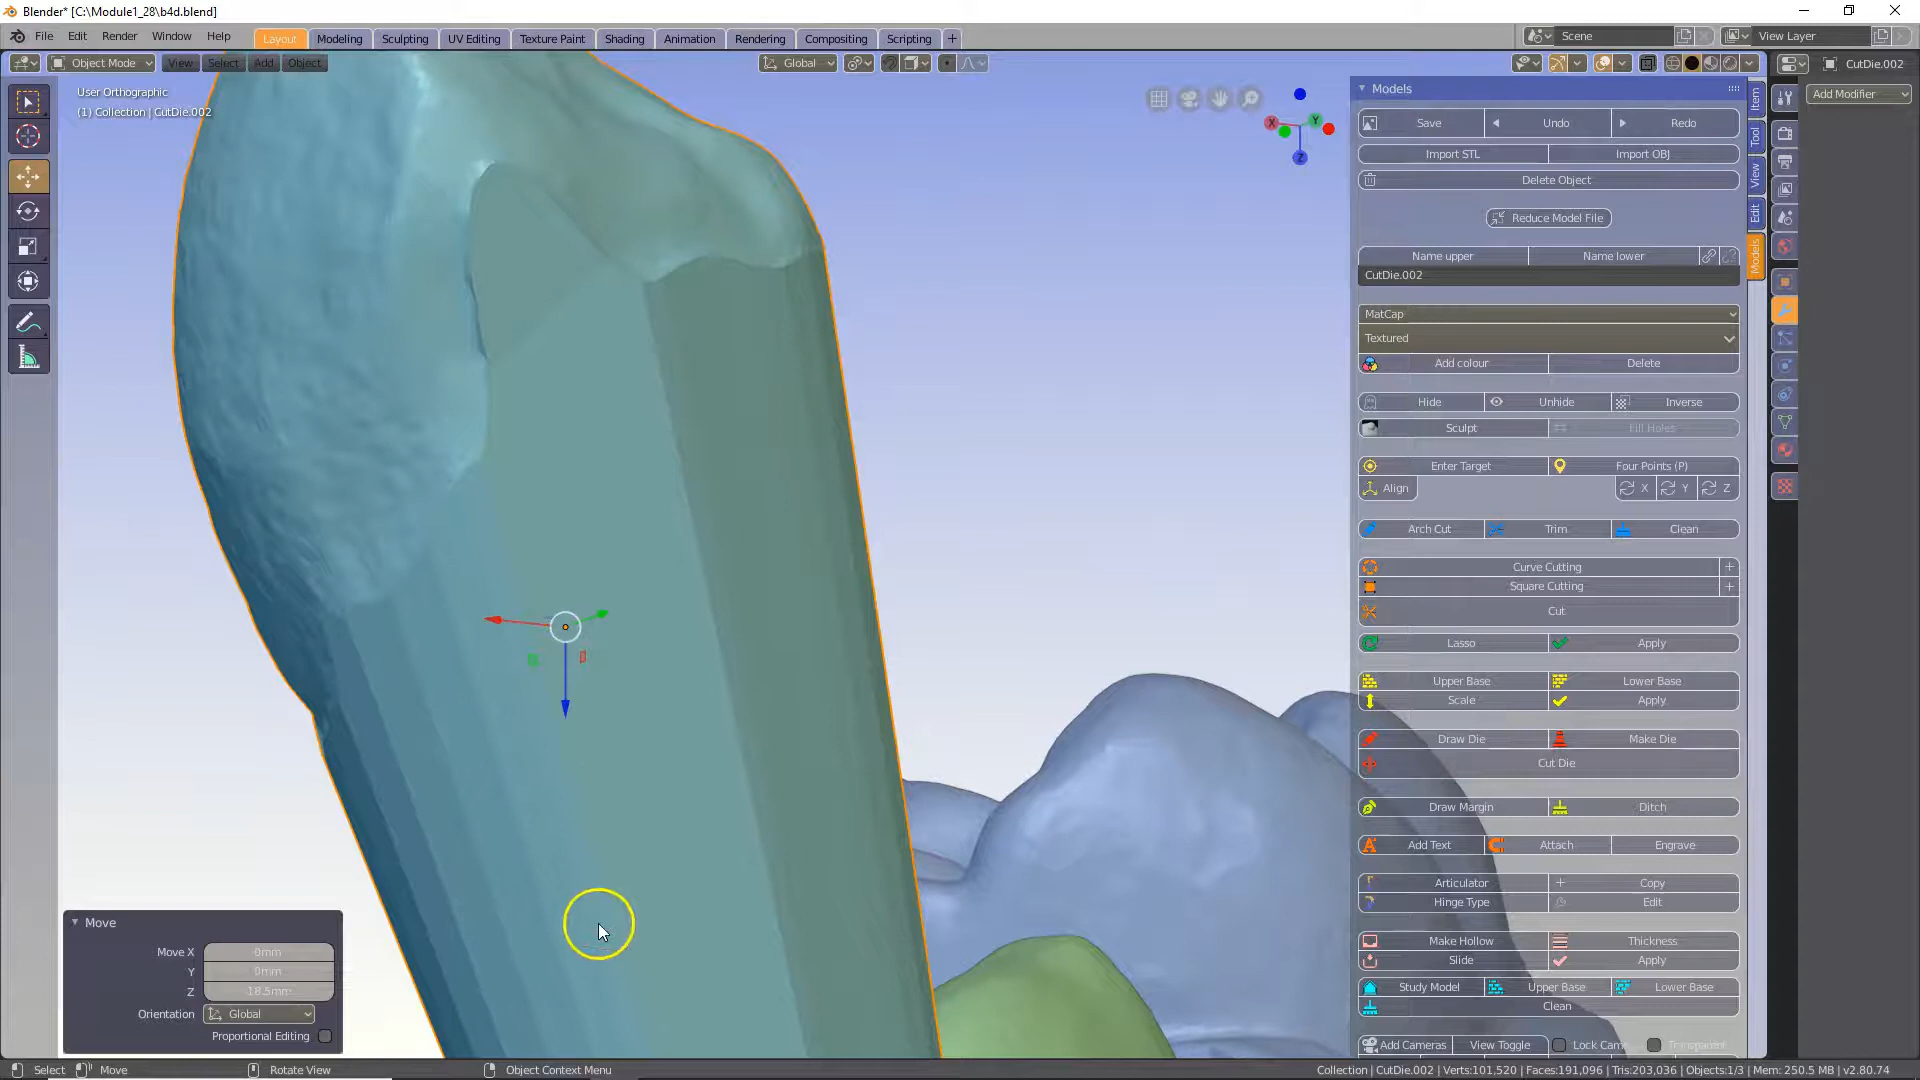 Blender* [C:\Module1_28\b4d.blend]
File Edit Render Window Help Layout Modeling Sculpting UV Editing Texture Paint Shading Animation Rendering Compositing Scripting + Scene View Layer
Object Mode View Select Add Object Global CutDie.002
User Orthographic
(1) Collection | CutDie.002
X Y Z
Models
Save Undo Redo
Import STL Import OBJ
Delete Object
Reduce Model File
Name upper Name lower
CutDie.002
MatCap
Textured
Add colour Delete
Hide Unhide Inverse
Sculpt Fill Holes
Enter Target Four Points (P)
Align X Y Z
Arch Cut Trim Clean
Curve Cutting +
Square Cutting +
Cut
Lasso Apply
Upper Base Lower Base
Scale Apply
Draw Die Make Die
Cut Die
Draw Margin Ditch
Add Text Attach Engrave
Articulator Copy
Hinge Type Edit
Make Hollow Thickness
Slide Apply
Study Model Upper Base Lower Base
Clean
Add Cameras View Toggle Lock Cam Transparent
Item
Tool
View
Edit
Models
Add Modifier
Move
Move X 0mm
Y 0mm
Z 18.5mm
Orientation Global
Proportional Editing
Select Move Rotate View Object Context Menu Collection | CutDie.002 | Verts:101,520 | Faces:191,096 | Tris:203,036 | Objects:1/3 | Mem: 250.5 MB | v2.80.74